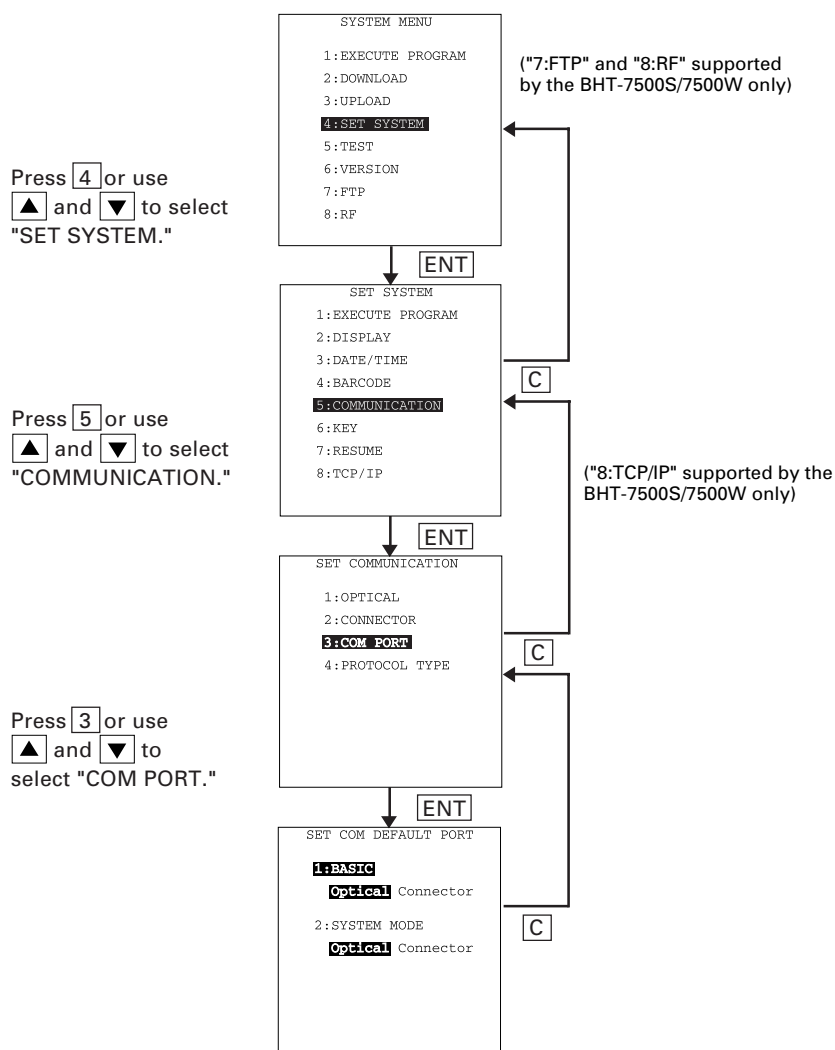 SYSTEM MENU
1:EXECUTE PROGRAM
2:DOWNLOAD
3:UPLOAD
4:SET SYSTEM
5:TEST
6:VERSION
7:FTP
8:RF
("7:FTP" and "8:RF" supported
by the BHT-7500S/7500W only)
Press 4 or use
▲ and ▼ to select
"SET SYSTEM."
ENT
SET SYSTEM
1:EXECUTE PROGRAM
2:DISPLAY
3:DATE/TIME
4:BARCODE
5:COMMUNICATION
6:KEY
7:RESUME
8:TCP/IP
C
Press 5 or use
▲ and ▼ to select
"COMMUNICATION."
("8:TCP/IP" supported by the
BHT-7500S/7500W only)
ENT
SET COMMUNICATION
1:OPTICAL
2:CONNECTOR
3:COM PORT
4:PROTOCOL TYPE
C
Press 3 or use
▲ and ▼ to
select "COM PORT."
ENT
SET COM DEFAULT PORT
1:BASIC
Optical Connector
2:SYSTEM MODE
Optical Connector
C